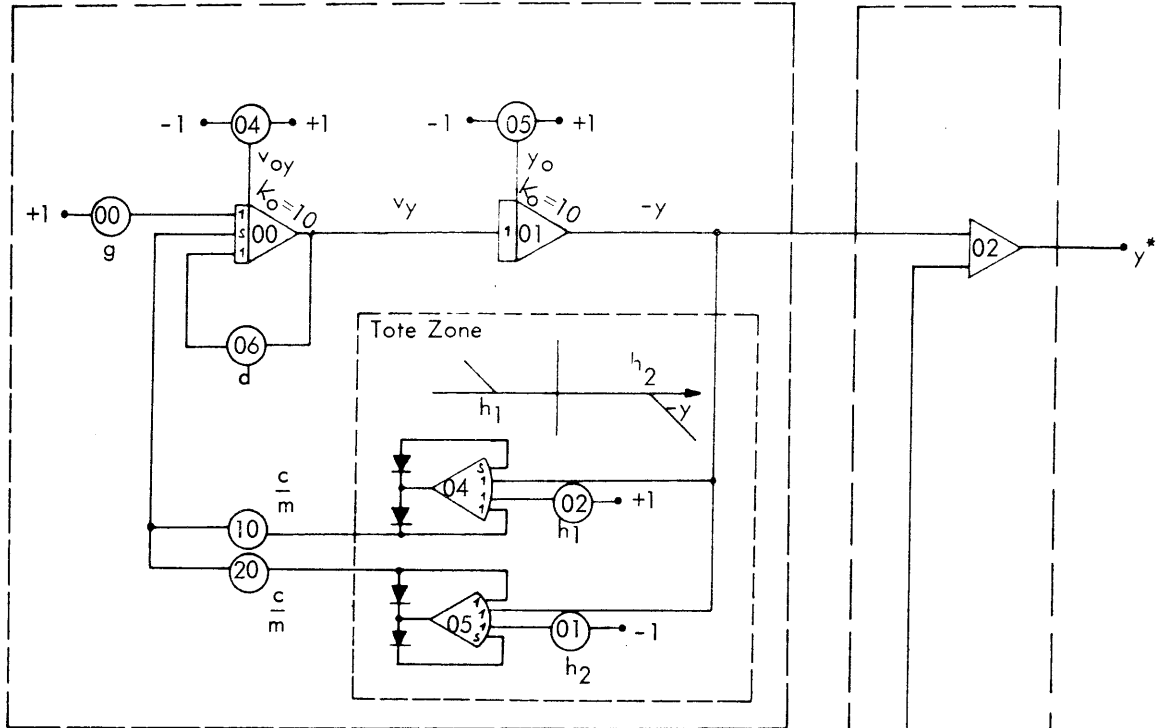 -1 04 +1
-1 05 +1
v_oy
K_o=10
y_o
K_o=10
+1 00 1 00 v_y 1 01 -y
g
s
1
02 y*
06
d
Tote Zone
h_2
h_1 -y
c/m
s
04 1
1 02 +1
1
h_1
10
20
c/m
1
05 1
1 01 -1
s
h_2